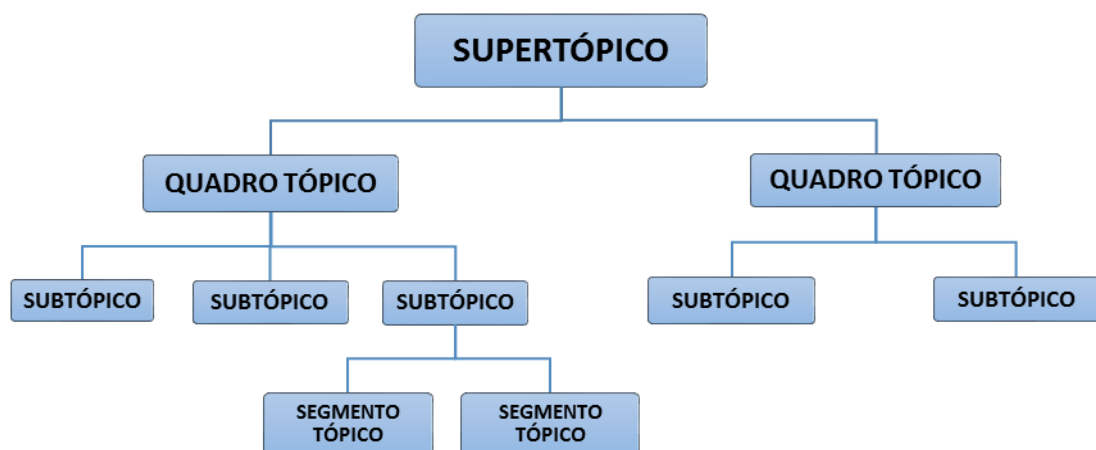 SUPERTÓPICO
QUADRO TÓPICO
QUADRO TÓPICO
SUBTÓPICO
SUBTÓPICO
SUBTÓPICO
SUBTÓPICO
SUBTÓPICO
SEGMENTO
TÓPICO
SEGMENTO
TÓPICO